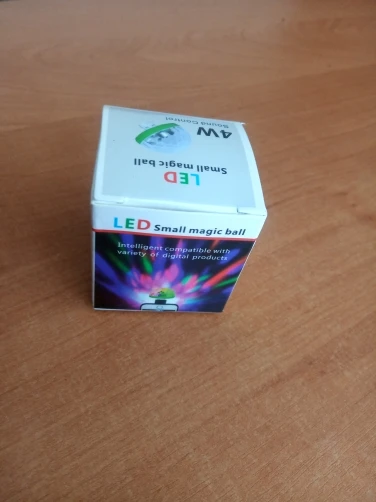 4W
Sound Control
LED
Small magic ball
LED Small magic ball
Intelligent compatible with
variety of digital products